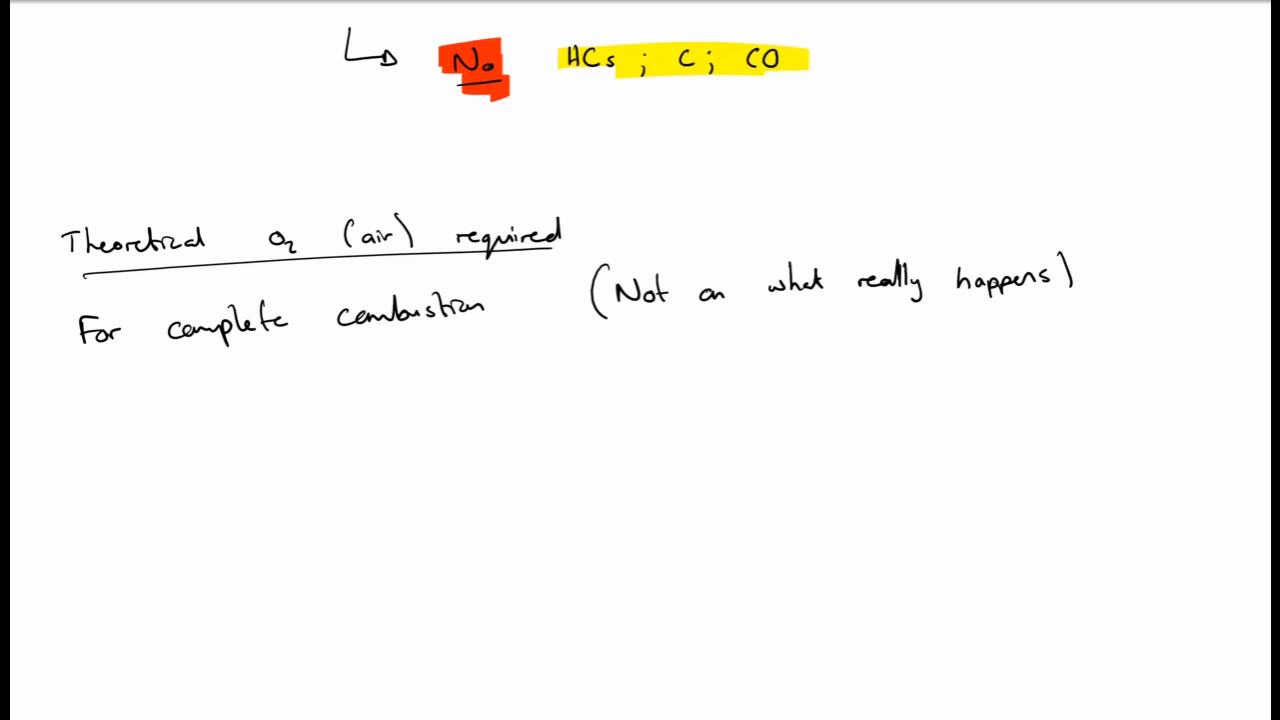 No HCs ; C ; CO
Theoretical O2 (air) required
For complete combustion (Not on what really happens)